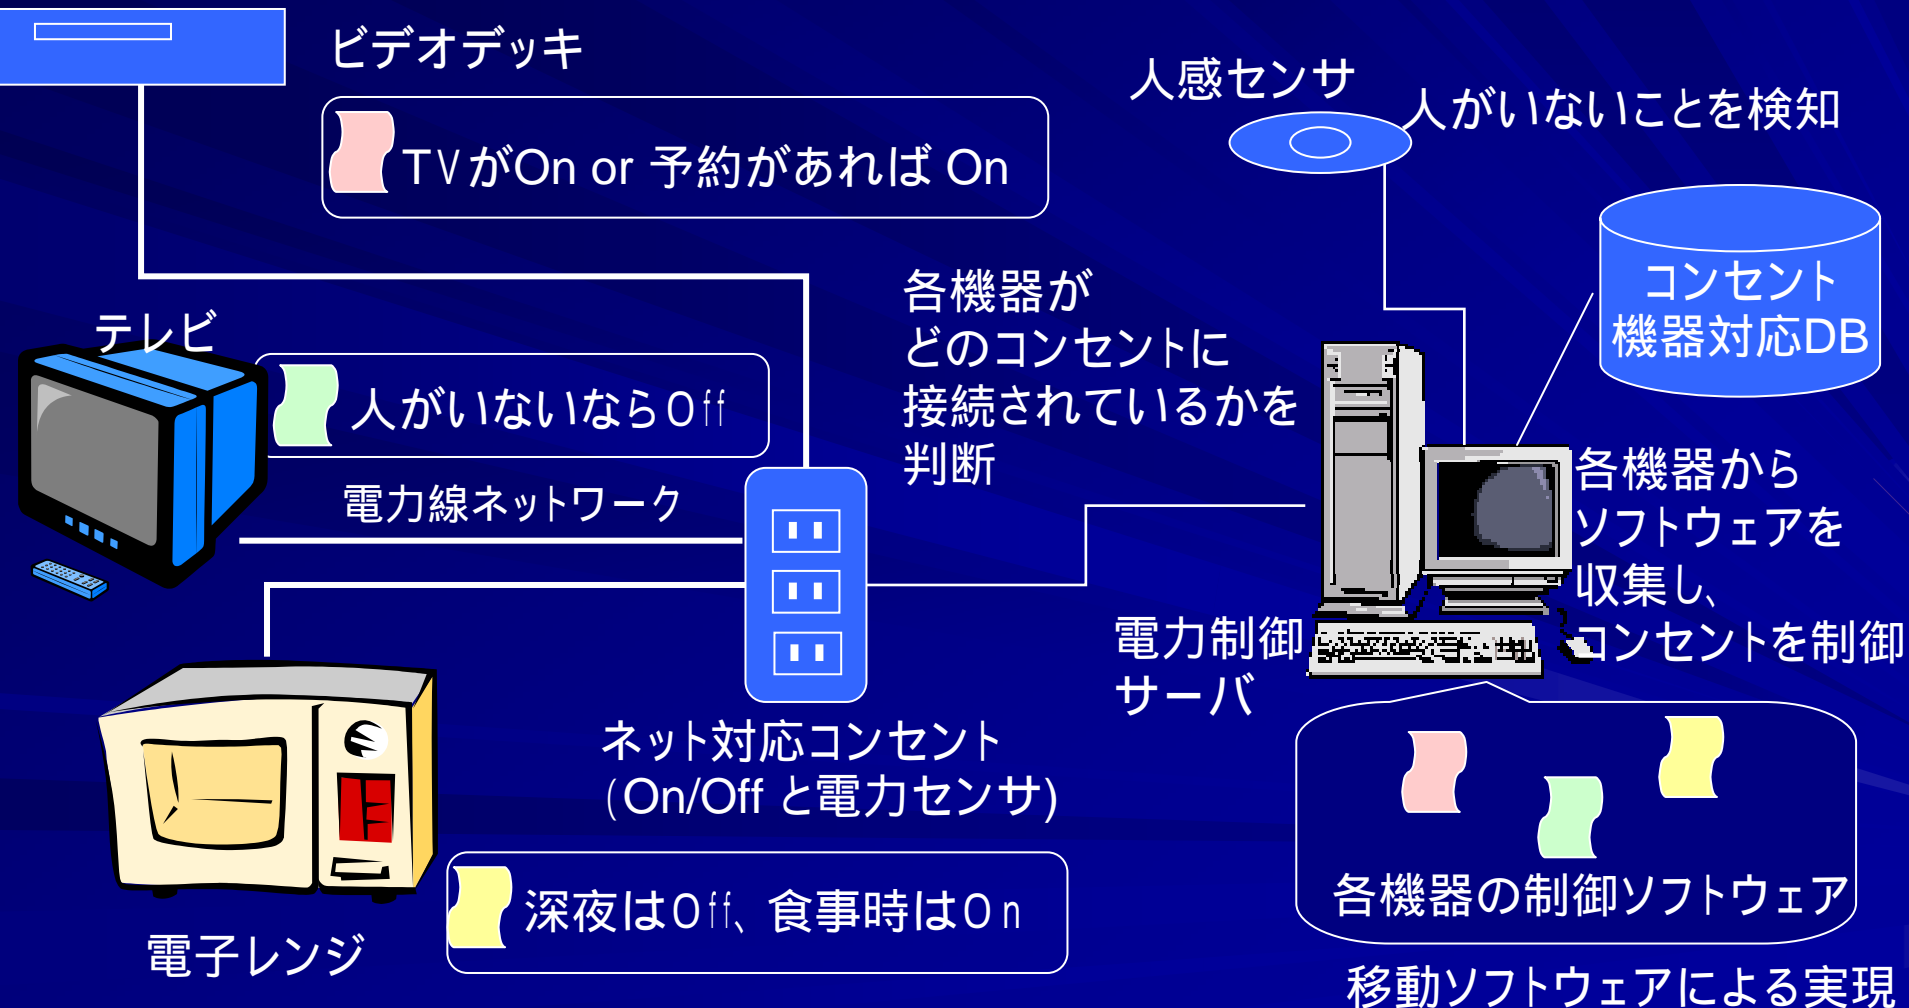 ビデオデッキ
TVがOn or 予約があれば On
人感センサ
人がいないことを検知
コンセント
機器対応DB
各機器が
どのコンセントに
接続されているかを
判断
テレビ
人がいないならOff
電力線ネットワーク
各機器から
ソフトウェアを
収集し、
コンセントを制御
電力制御
サーバ
ネット対応コンセント
(On/Off と電力センサ)
深夜はOff、食事時はOn
電子レンジ
各機器の制御ソフトウェア
移動ソフトウェアによる実現